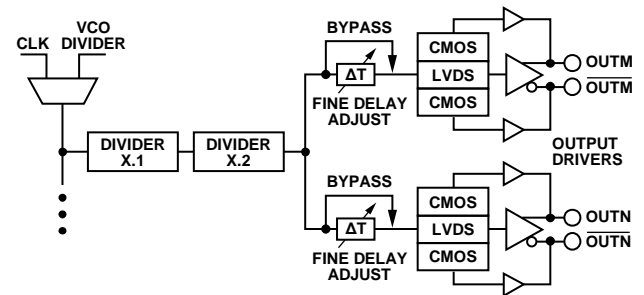 VCO
CLK DIVIDER
BYPASS
CMOS
LVDS
CMOS
ΔT
FINE DELAY
ADJUST
OUTM
OUTM
DIVIDER
X.1
DIVIDER
X.2
OUTPUT
DRIVERS
BYPASS
CMOS
LVDS
CMOS
ΔT
FINE DELAY
ADJUST
OUTN
OUTN